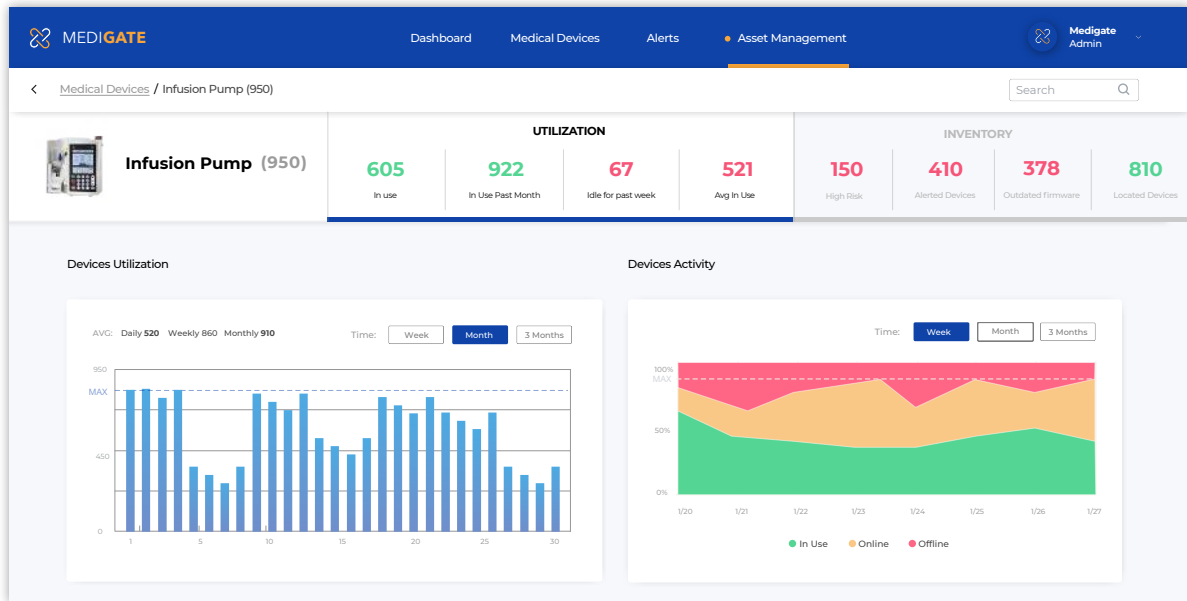 MEDIGATE
Dashboard Medical Devices Alerts Asset Management
Medigate
Admin
Medical Devices / Infusion Pump (950)
Search
Infusion Pump (950)
UTILIZATION
605 922 67 521
In use In Use Past Month Idle for past week Avg In Use
INVENTORY
150 410 378 810
High Risk Alerted Devices Outdated firmware Located Devices
Devices Utilization
AVG: Daily 520 Weekly 860 Monthly 910
Time: Week Month 3 Months
950
MAX
450
0
1 5 10 15 20 25 30
Devices Activity
Time: Week Month 3 Months
100%
MAX
50%
0%
1/20 1/21 1/22 1/23 1/24 1/25 1/26 1/27
In Use Online Offline